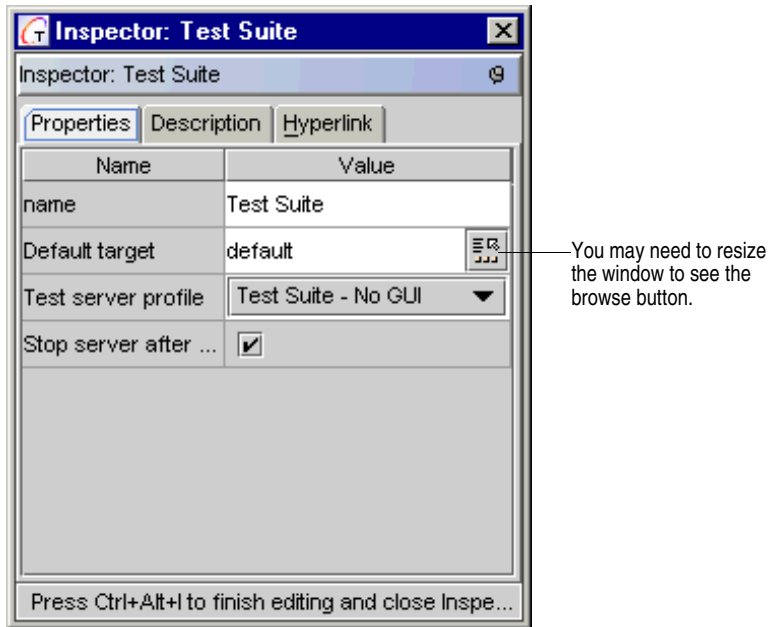 Inspector: Test Suite
Inspector: Test Suite
Properties Description Hyperlink
Name Value
name Test Suite
Default target default
You may need to resize
the window to see the
browse button.
Test server profile Test Suite - No GUI
Stop server after ...
Press Ctrl+Alt+I to finish editing and close Inspe...